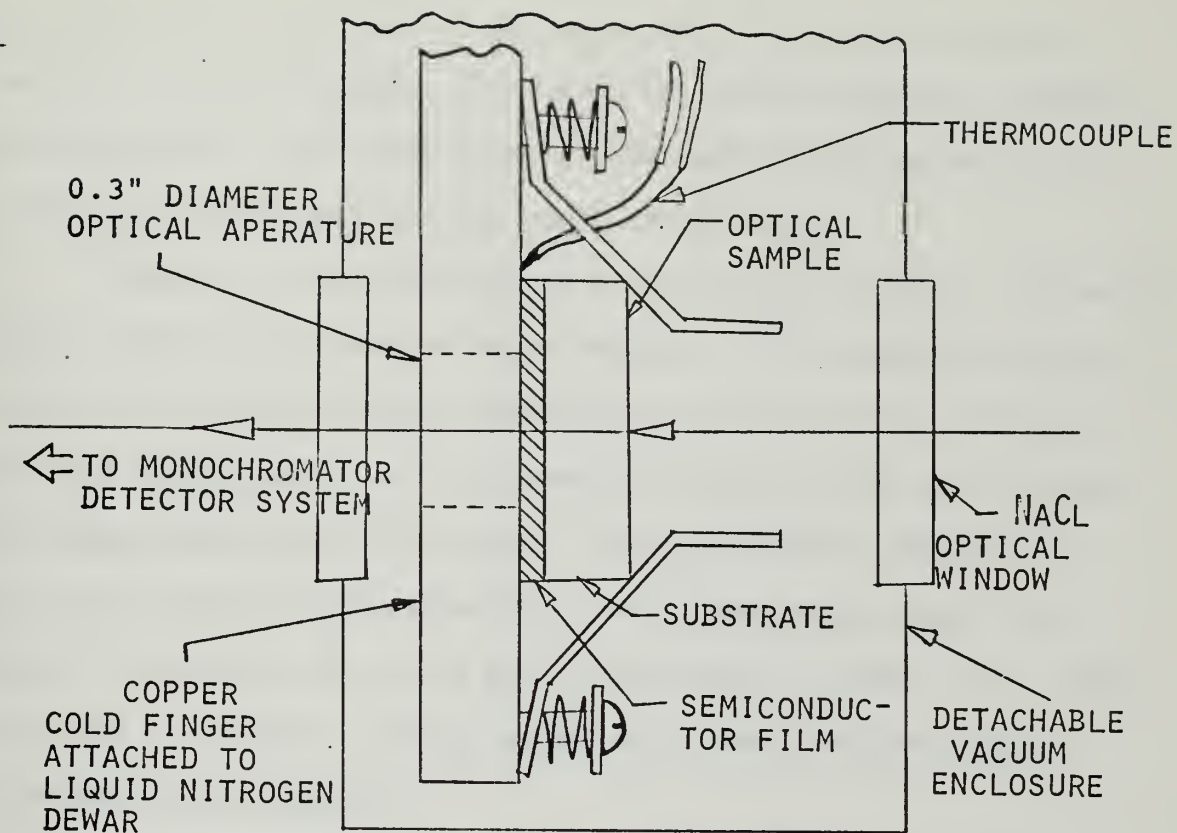 THERMOCOUPLE
0.3" DIAMETER
OPTICAL APERATURE
OPTICAL
SAMPLE
TO MONOCHROMATOR
DETECTOR SYSTEM
NACL
OPTICAL
WINDOW
SUBSTRATE
COPPER
COLD FINGER
ATTACHED TO
LIQUID NITROGEN
DEWAR
SEMICONDUC-
TOR FILM
DETACHABLE
VACUUM
ENCLOSURE